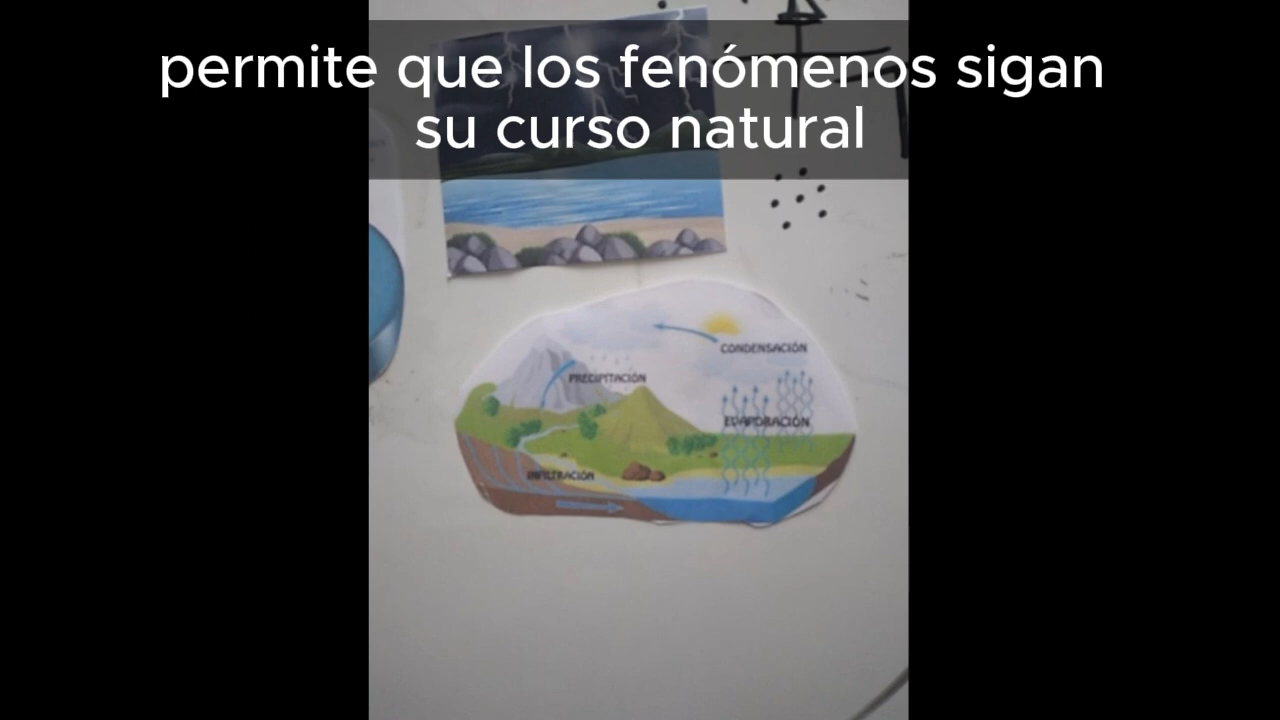 permite que los fenómenos sigan
su curso natural
CONDENSACIÓN
PRECIPITACIÓN
EVAPORACIÓN
INFILTRACIÓN